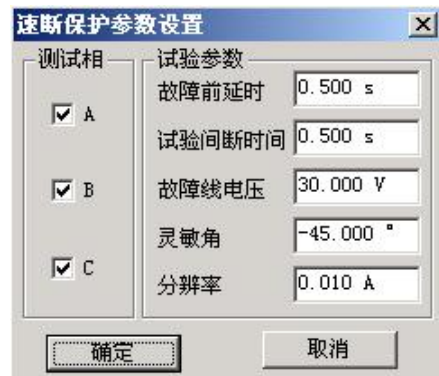 速断保护参数设置
测试相
A
B
C
试验参数
故障前延时 0.500 s
试验间断时间 0.500 s
故障线电压 30.000 V
灵敏角 -45.000 °
分辨率 0.010 A
确定 取消